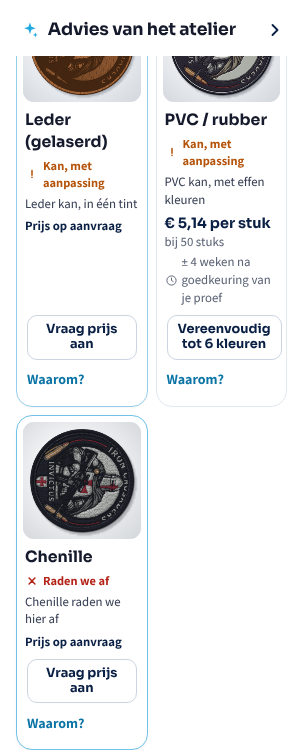 Advies van het atelier
Leder
(gelaserd)
! Kan, met
aanpassing
Leder kan, in één tint
Prijs op aanvraag
Vraag prijs
aan
Waarom?
PVC / rubber
! Kan, met
aanpassing
PVC kan, met effen
kleuren
€ 5,14 per stuk
bij 50 stuks
± 4 weken na
goedkeuring van
je proef
Vereenvoudig
tot 6 kleuren
Waarom?
IRON CRUSADERS
INVICTUS
Chenille
Raden we af
Chenille raden we
hier af
Prijs op aanvraag
Vraag prijs
aan
Waarom?